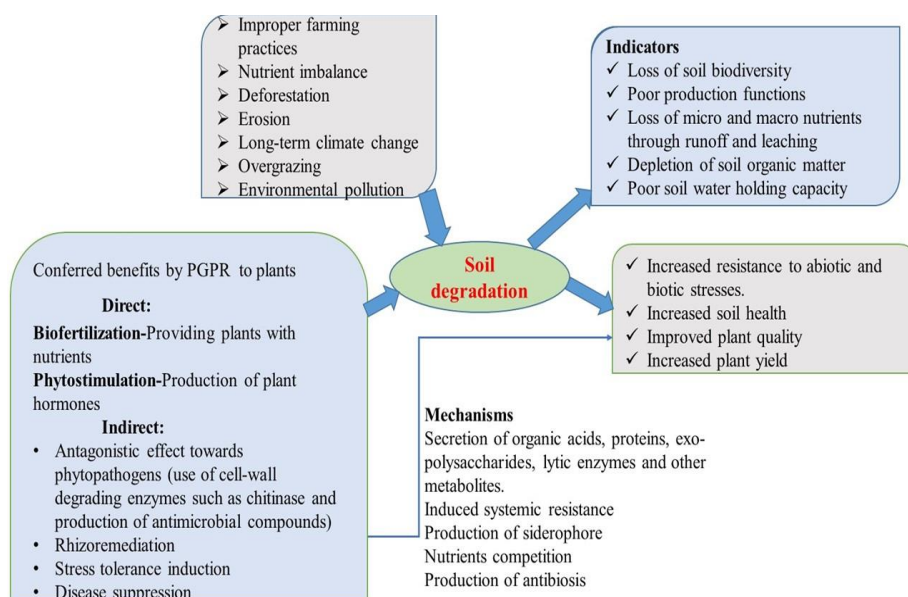 ➢ Improper farming
practices
➢ Nutrient imbalance
➢ Deforestation
➢ Erosion
➢ Long-term climate change
➢ Overgrazing
➢ Environmental pollution
Indicators
✓ Loss of soil biodiversity
✓ Poor production functions
✓ Loss of micro and macro nutrients
through runoff and leaching
✓ Depletion of soil organic matter
✓ Poor soil water holding capacity
Soil
degradation
✓ Increased resistance to abiotic and
biotic stresses.
✓ Increased soil health
✓ Improved plant quality
✓ Increased plant yield
Conferred benefits by PGPR to plants
Direct:
Biofertilization-Providing plants with
nutrients
Phytostimulation-Production of plant
hormones
Indirect:
• Antagonistic effect towards
phytopathogens (use of cell-wall
degrading enzymes such as chitinase and
production of antimicrobial compounds)
• Rhizoremediation
• Stress tolerance induction
• Disease suppression
Mechanisms
Secretion of organic acids, proteins, exo-
polysaccharides, lytic enzymes and other
metabolites.
Induced systemic resistance
Production of siderophore
Nutrients competition
Production of antibiosis